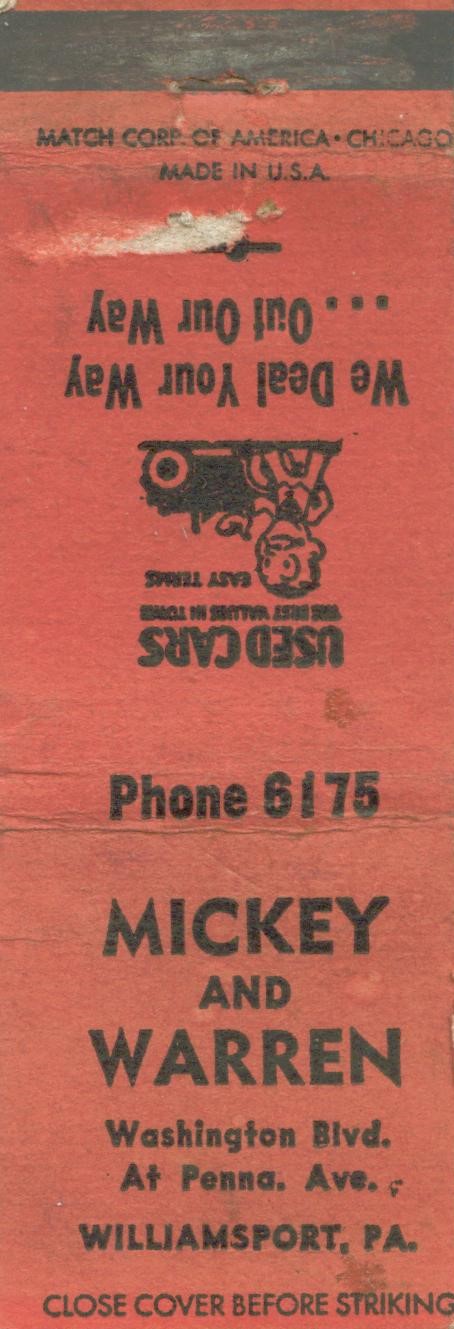 MATCH CORP. OF AMERICA • CHICAGO
MADE IN U.S.A.
We Deal Your Way
... Out Our Way
USED CARS
THE BEST VALUES IN TOWN
EASY TERMS
Phone 6175
MICKEY
AND
WARREN
Washington Blvd.
At Penna. Ave.
WILLIAMSPORT, PA.
CLOSE COVER BEFORE STRIKING